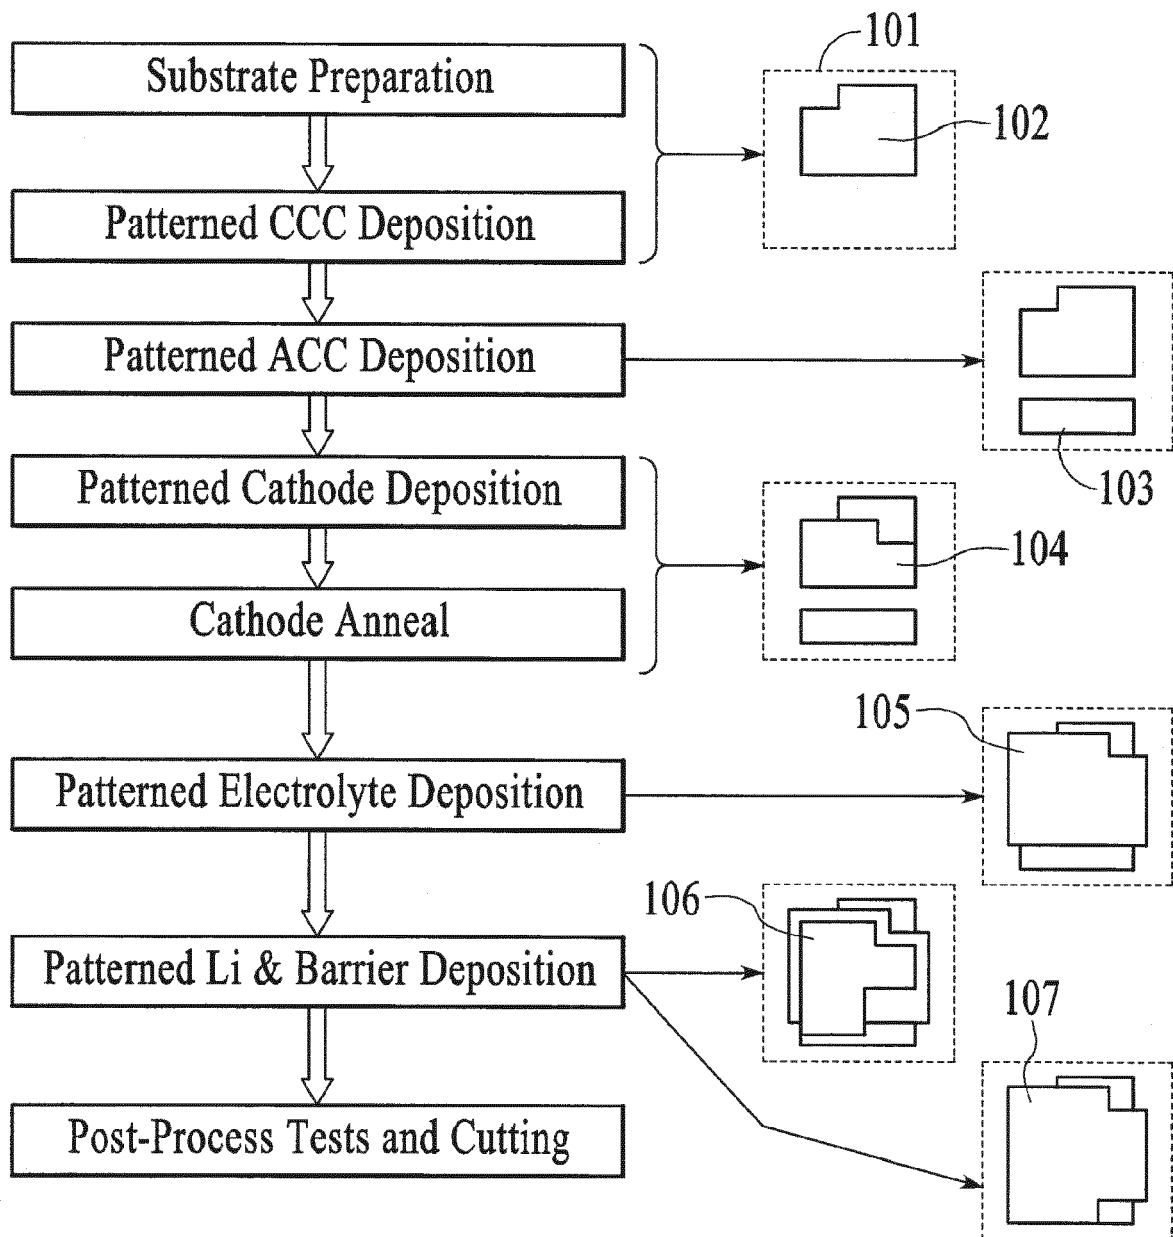 101
Substrate Preparation
102
Patterned CCC Deposition
Patterned ACC Deposition
103
Patterned Cathode Deposition
104
Cathode Anneal
105
Patterned Electrolyte Deposition
106
Patterned Li & Barrier Deposition
107
Post-Process Tests and Cutting